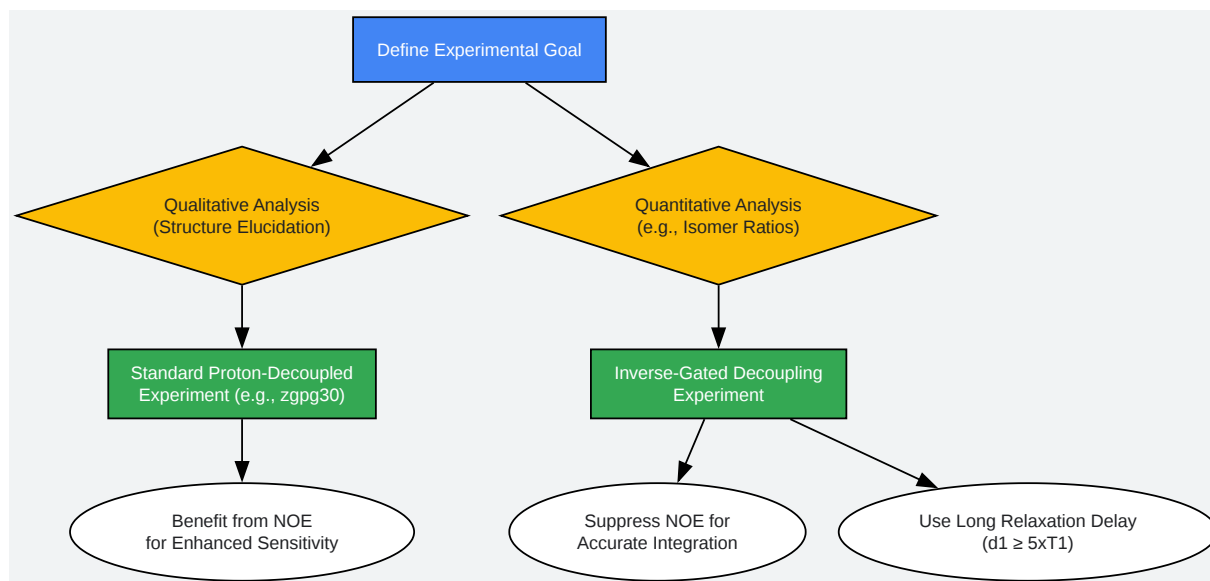 Define Experimental Goal
Qualitative Analysis
(Structure Elucidation)
Quantitative Analysis
(e.g., Isomer Ratios)
Standard Proton-Decoupled
Experiment (e.g., zgpg30)
Inverse-Gated Decoupling
Experiment
Benefit from NOE
for Enhanced Sensitivity
Suppress NOE for
Accurate Integration
Use Long Relaxation Delay
(d1 ≥ 5xT1)